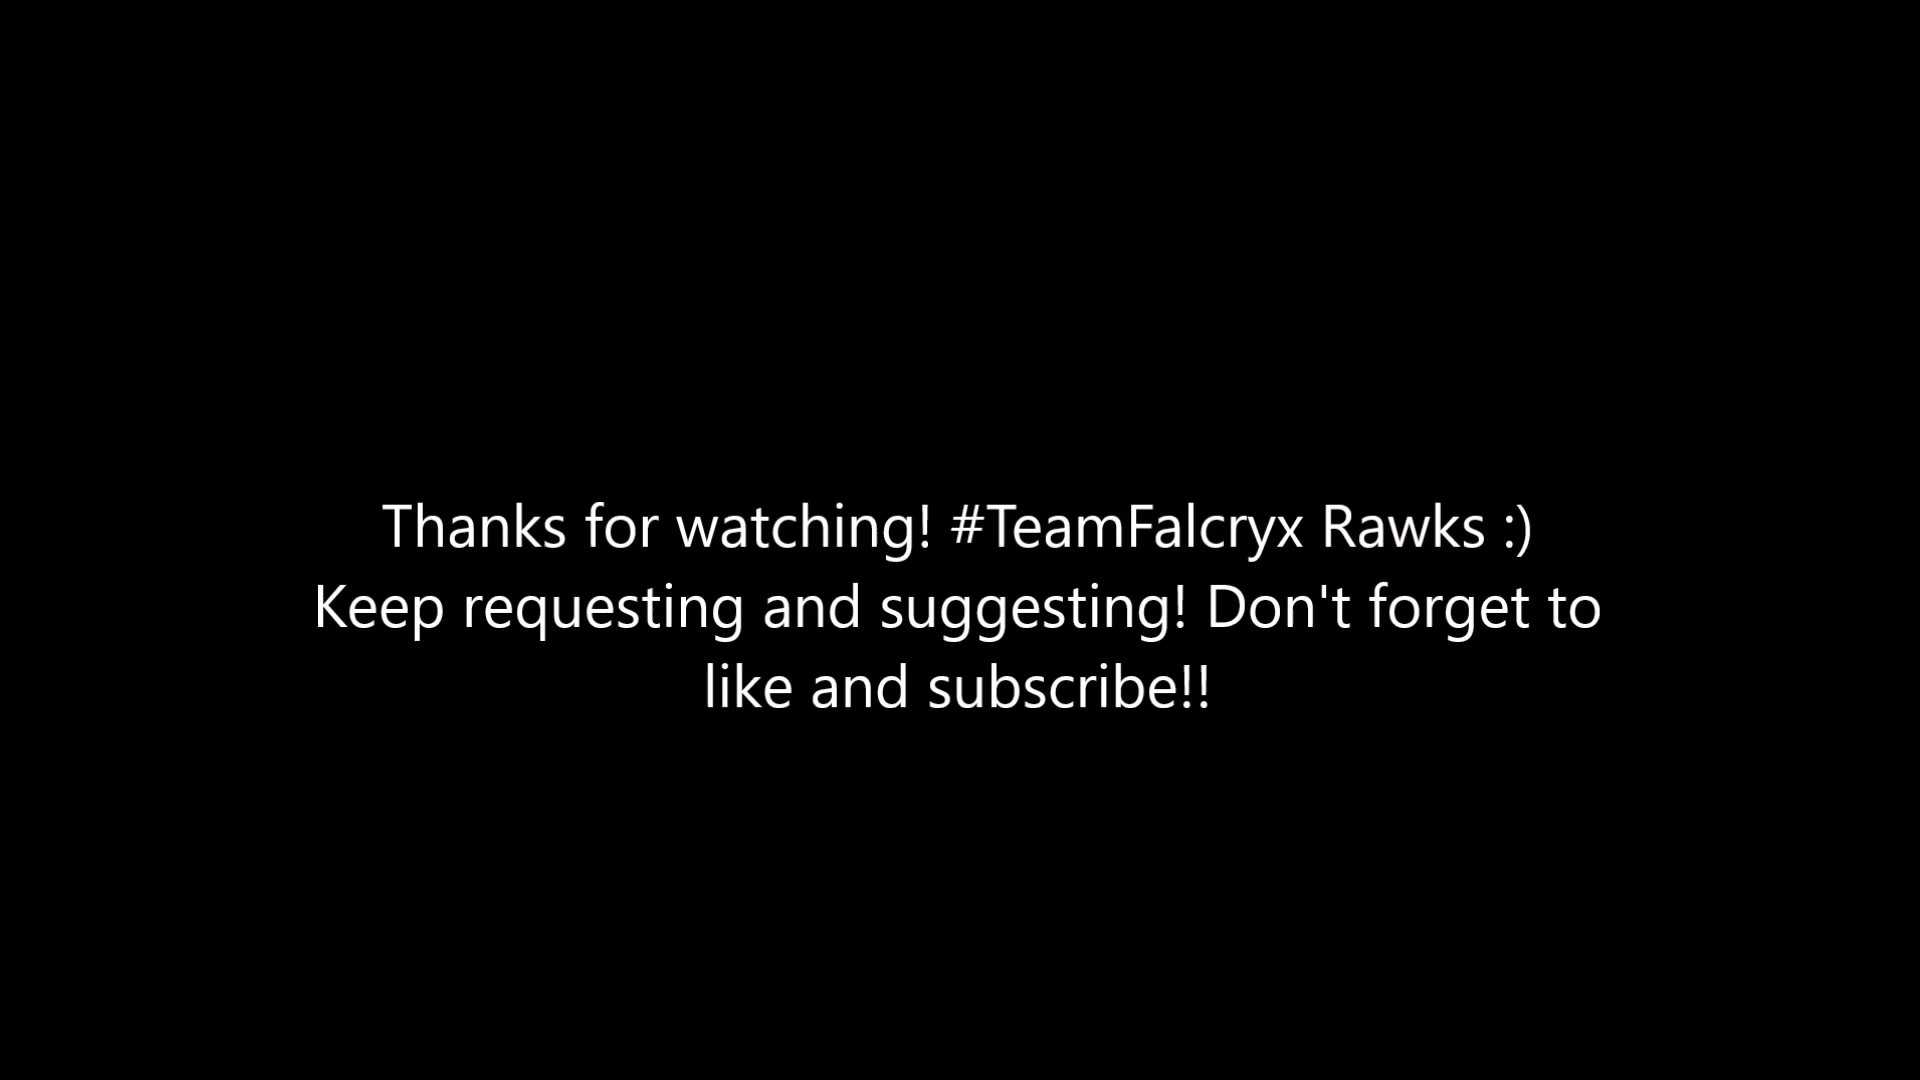 Thanks for watching! #TeamFalcryx Rawks :)
Keep requesting and suggesting! Don't forget to
like and subscribe!!